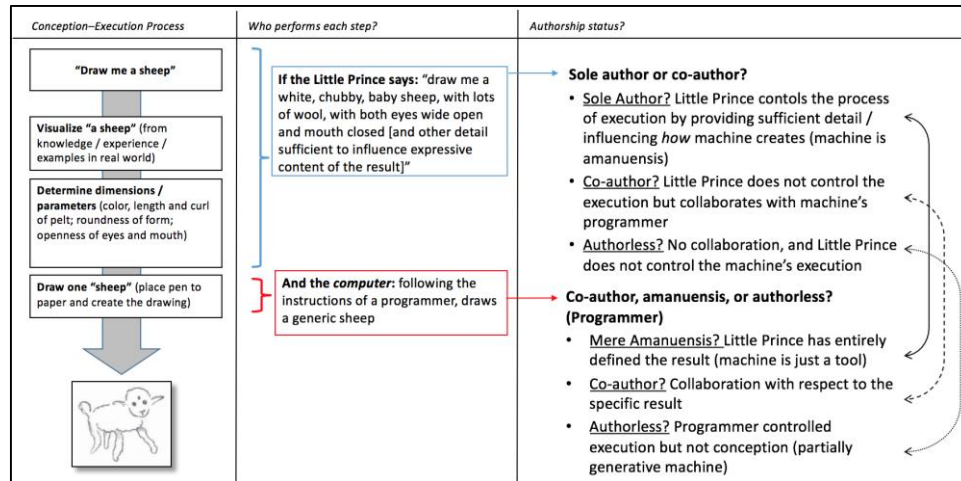 Conception–Execution Process
Who performs each step?
Authorship status?
“Draw me a sheep”
Visualize “a sheep” (from
knowledge / experience /
examples in real world)
Determine dimensions /
parameters (color, length and curl
of pelt; roundness of form;
openness of eyes and mouth)
Draw one “sheep” (place pen to
paper and create the drawing)
If the Little Prince says: “draw me a
white, chubby, baby sheep, with lots
of wool, with both eyes wide open
and mouth closed [and other detail
sufficient to influence expressive
content of the result]”
And the computer: following the
instructions of a programmer, draws
a generic sheep
Sole author or co-author?
• Sole Author? Little Prince contols the process
of execution by providing sufficient detail /
influencing how machine creates (machine is
amanuensis)
• Co-author? Little Prince does not control the
execution but collaborates with machine’s
programmer
• Authorless? No collaboration, and Little Prince
does not control the machine’s execution
Co-author, amanuensis, or authorless?
(Programmer)
• Mere Amanuensis? Little Prince has entirely
defined the result (machine is just a tool)
• Co-author? Collaboration with respect to the
specific result
• Authorless? Programmer controlled
execution but not conception (partially
generative machine)